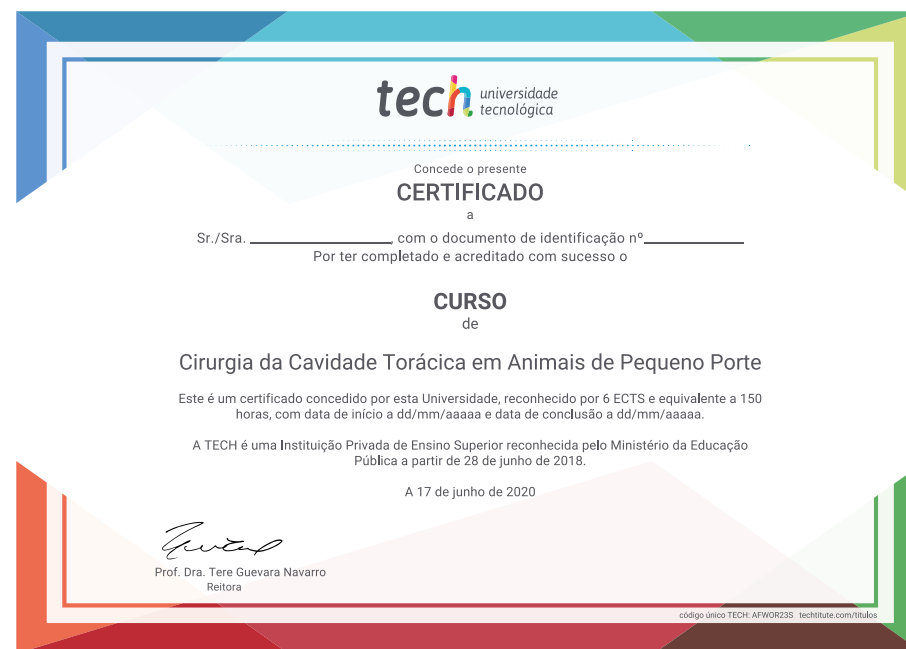 tech universidade
tecnológica
Concede o presente
CERTIFICADO
a
Sr./Sra. ____________________, com o documento de identificação nº______________
Por ter completado e acreditado com sucesso o
CURSO
de
Cirurgia da Cavidade Torácica em Animais de Pequeno Porte
Este é um certificado concedido por esta Universidade, reconhecido por 6 ECTS e equivalente a 150
horas, com data de início a dd/mm/aaaaa e data de conclusão a dd/mm/aaaaa.
A TECH é uma Instituição Privada de Ensino Superior reconhecida pelo Ministério da Educação
Pública a partir de 28 de junho de 2018.
A 17 de junho de 2020
Prof. Dra. Tere Guevara Navarro
Reitora
código único TECH: AFWOR23S techtitute.com/titulos